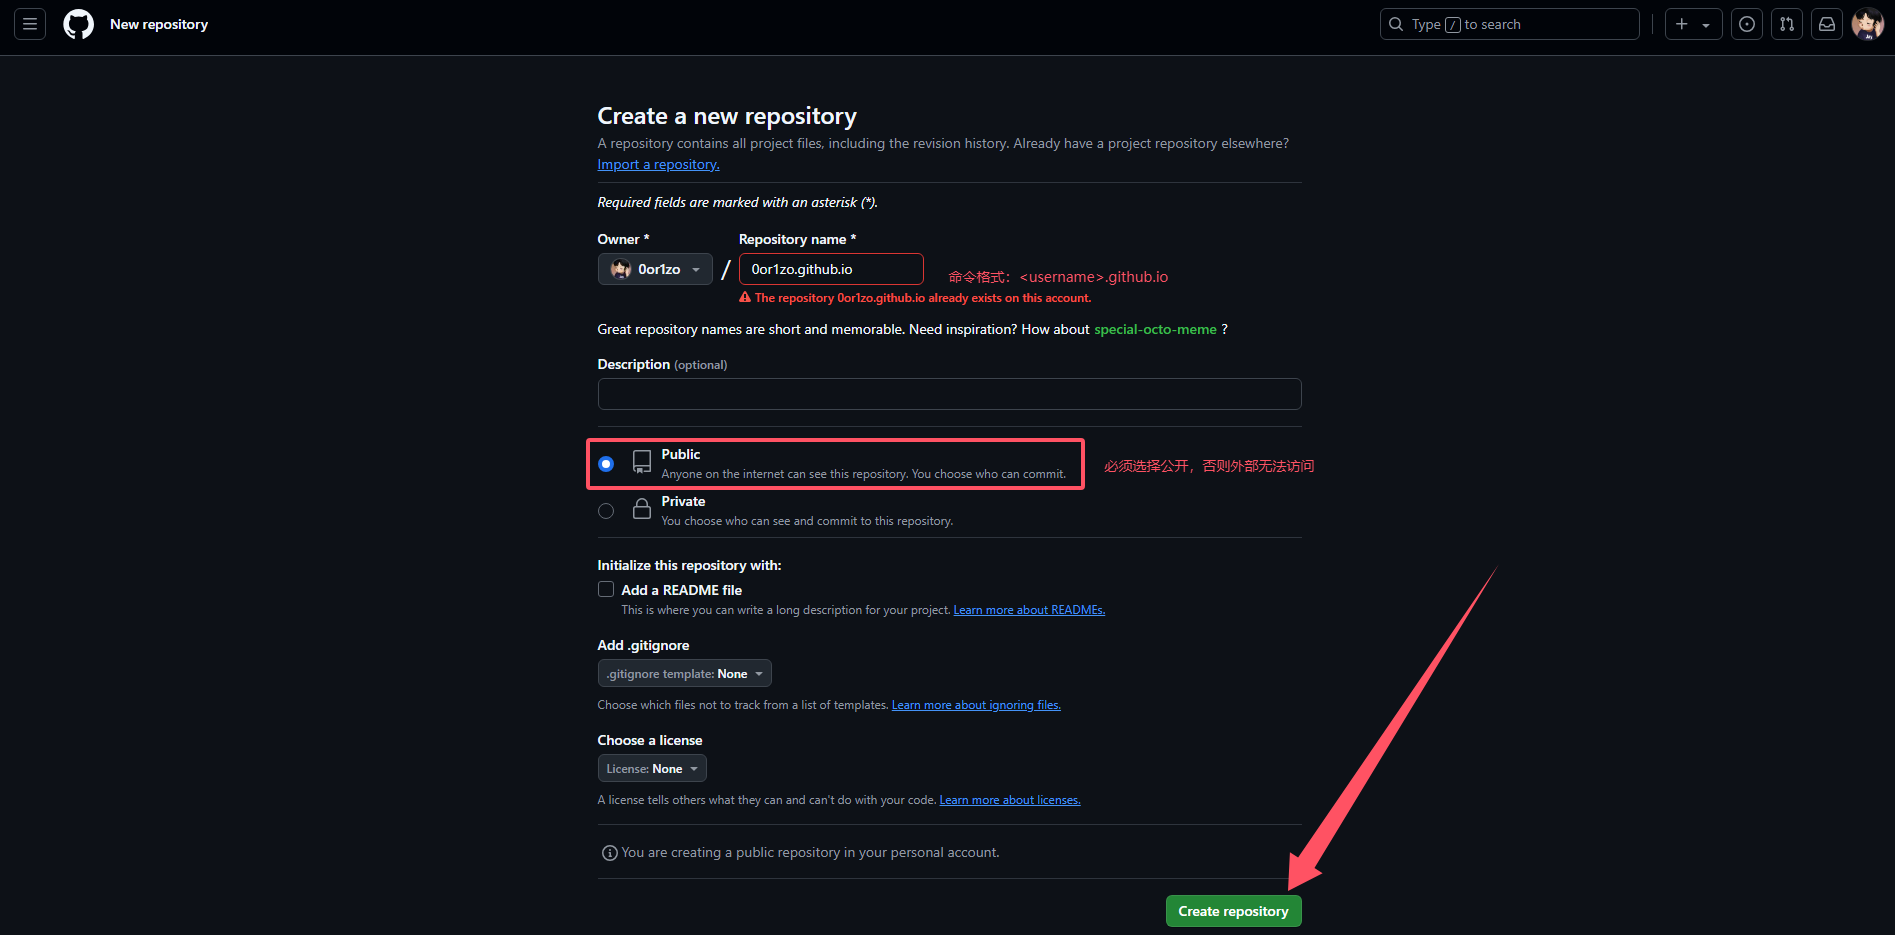 New repository
Type / to search
Create a new repository
A repository contains all project files, including the revision history. Already have a project repository elsewhere?
Import a repository.
Required fields are marked with an asterisk (*).
Owner * Repository name *
0or1zo / 0or1zo.github.io
命令格式：<username>.github.io
The repository 0or1zo.github.io already exists on this account.
Great repository names are short and memorable. Need inspiration? How about special-octo-meme ?
Description (optional)
Public
Anyone on the internet can see this repository. You choose who can commit.
必须选择公开，否则外部无法访问
Private
You choose who can see and commit to this repository.
Initialize this repository with:
Add a README file
This is where you can write a long description for your project. Learn more about READMEs.
Add .gitignore
.gitignore template: None
Choose which files not to track from a list of templates. Learn more about ignoring files.
Choose a license
License: None
A license tells others what they can and can't do with your code. Learn more about licenses.
You are creating a public repository in your personal account.
Create repository